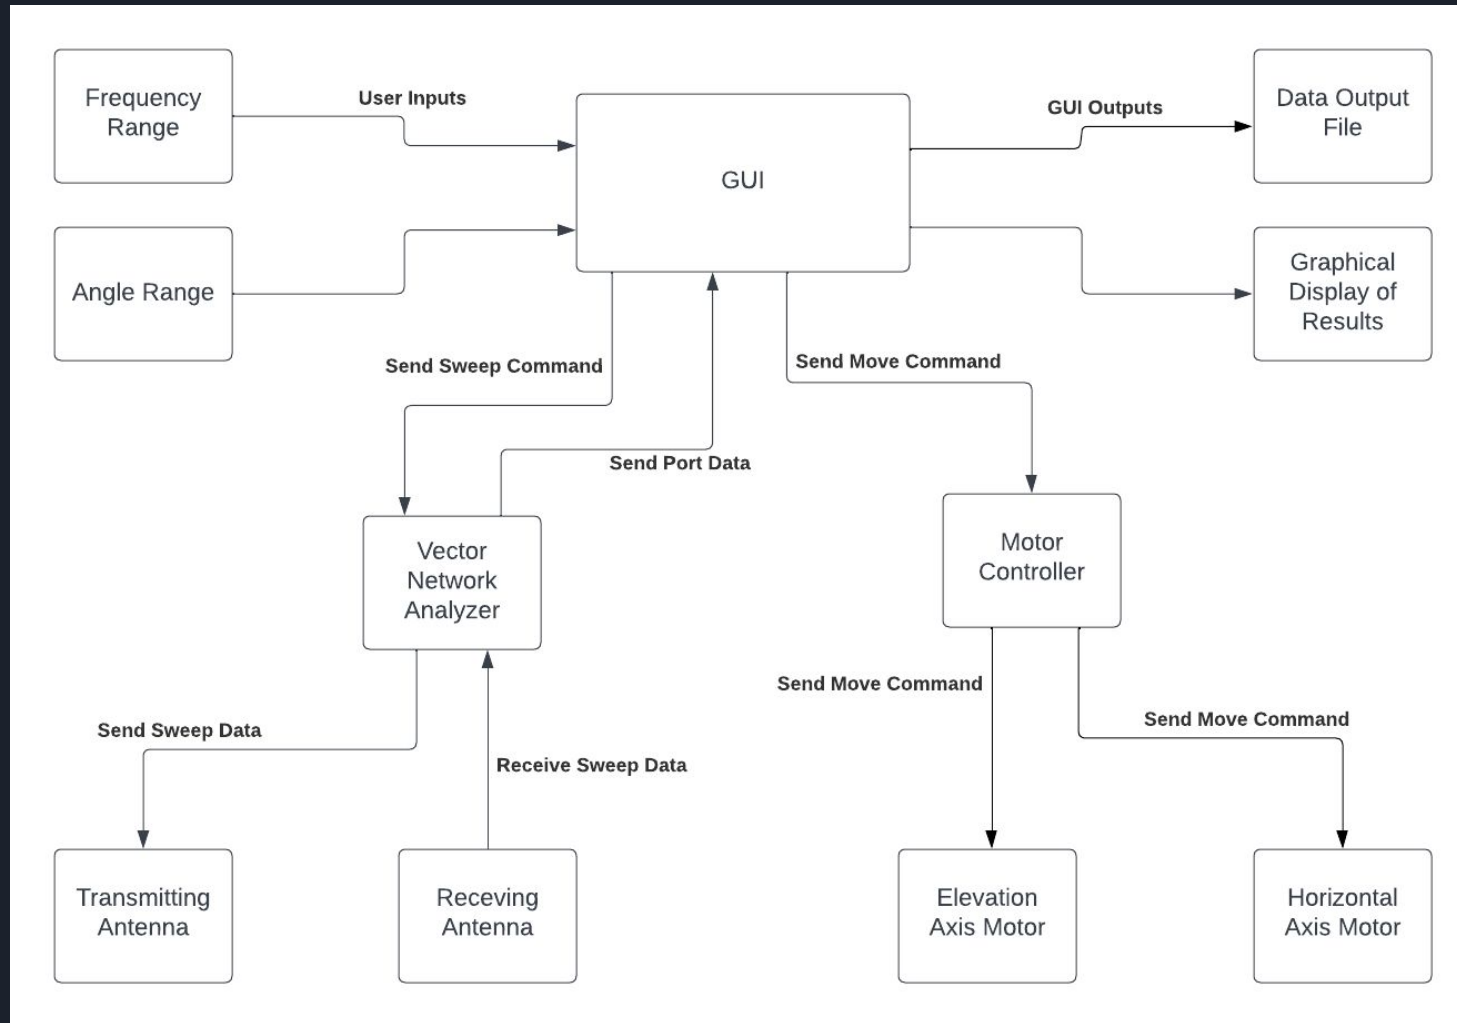 Frequency
Range
User Inputs
GUI
GUI Outputs
Data Output
File
Angle Range
Graphical
Display of
Results
Send Sweep Command
Send Move Command
Send Port Data
Vector
Network
Analyzer
Motor
Controller
Send Move Command
Send Move Command
Send Sweep Data
Receive Sweep Data
Transmitting
Antenna
Receving
Antenna
Elevation
Axis Motor
Horizontal
Axis Motor